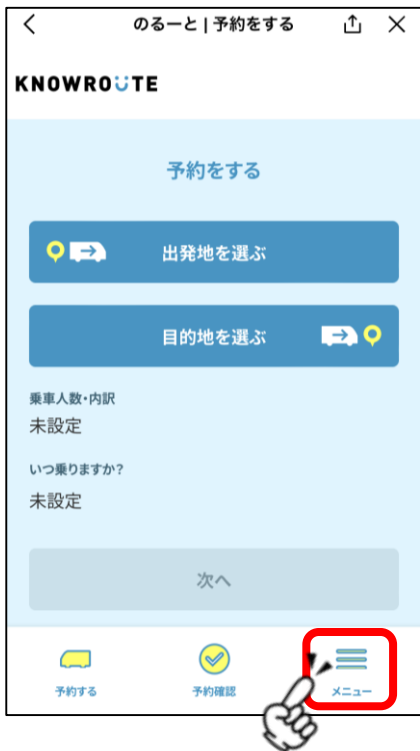 のるーと | 予約をする
KNOWROUTE
予約をする
出発地を選ぶ
目的地を選ぶ
乗車人数・内訳
未設定
いつ乗りますか?
未設定
次へ
予約する
予約確認
メニュー